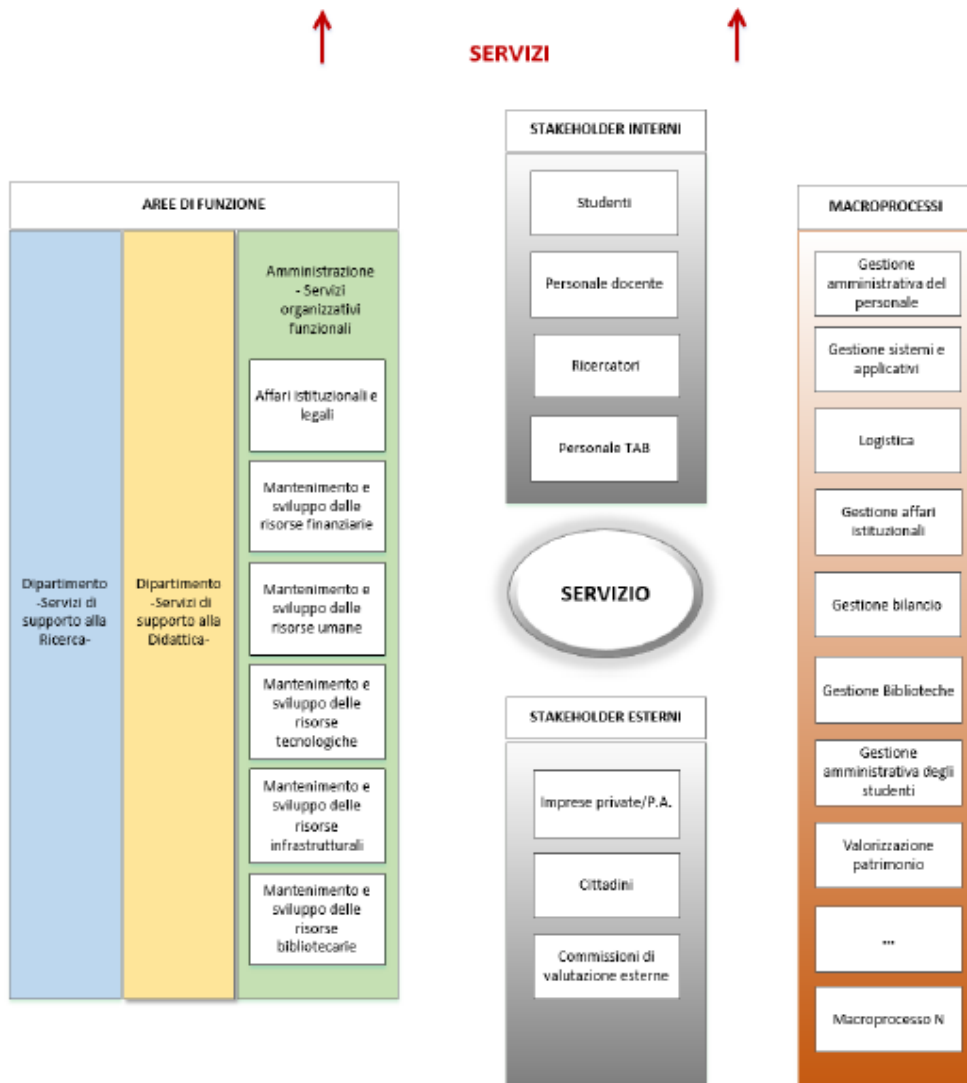 SERVIZI
AREE DI FUNZIONE
Dipartimento
-Servizi di
supporto alla
Ricerca-
Dipartimento
-Servizi di
supporto alla
Didattica-
Amministrazione
- Servizi
organizzativi
funzionali
Affari istituzionali e
legali
Mantenimento e
sviluppo delle
risorse finanziarie
Mantenimento e
sviluppo delle
risorse umane
Mantenimento e
sviluppo delle
risorse
tecnologiche
Mantenimento e
sviluppo delle
risorse
infrastrutturali
Mantenimento e
sviluppo delle
risorse
bibliotecarie
STAKEHOLDER INTERNI
Studenti
Personale docente
Ricercatori
Personale TAB
SERVIZIO
STAKEHOLDER ESTERNI
Imprese private/P.A.
Cittadini
Commissioni di
valutazione esterne
MACROPROCESSI
Gestione
amministrativa del
personale
Gestione sistemi e
applicativi
Logistica
Gestione affari
istituzionali
Gestione bilancio
Gestione Biblioteche
Gestione
amministrativa degli
studenti
Valorizzazione
patrimonio
...
Macroprocesso N